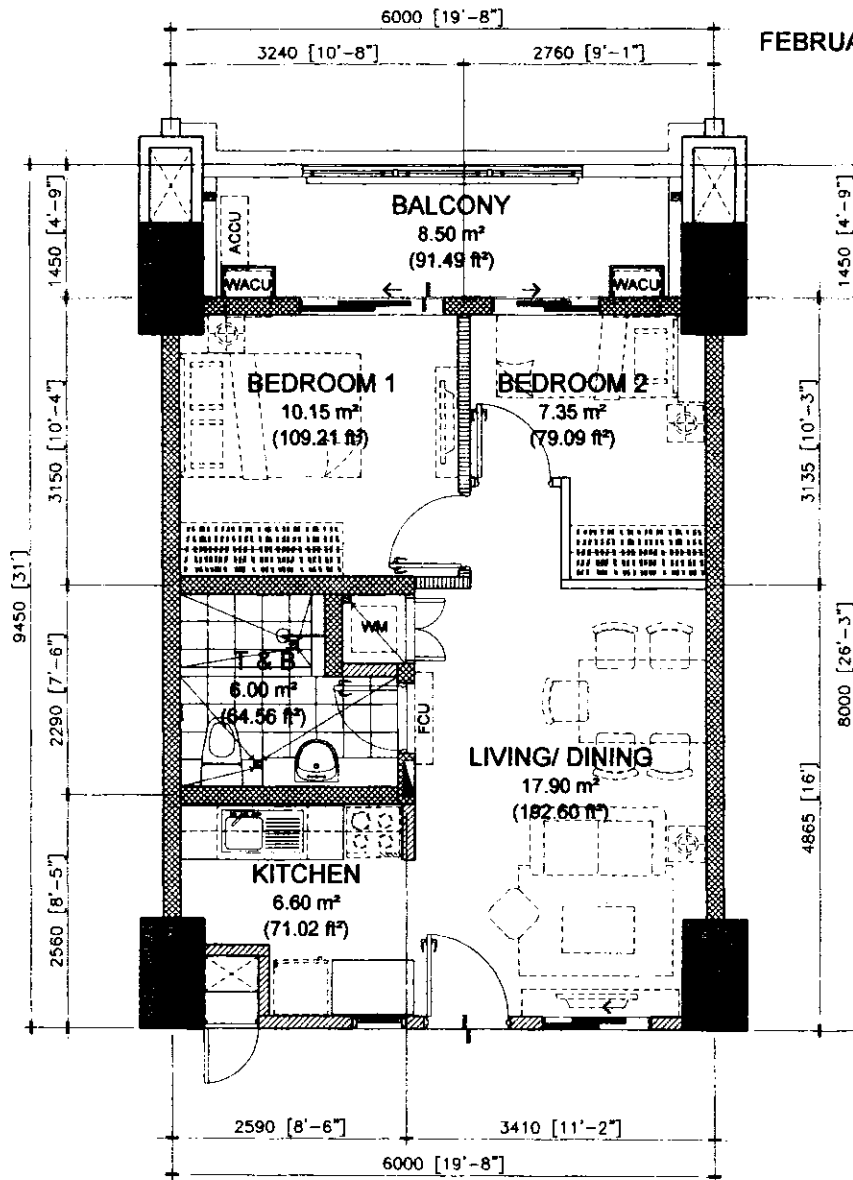 6000 [19'-8"]
3240 [10'-8"]
2760 [9'-1"]
FEBRUA
1450 [4'-9"]
1450 [4'-9"]
BALCONY
8.50 m²
(91.49 ft²)
ACCU
WACU
WACU
BEDROOM 1
10.15 m²
(109.21 ft²)
BEDROOM 2
7.35 m²
(79.09 ft²)
3150 [10'-4"]
3135 [10'-3"]
9450 [31']
8000 [26'-3"]
WM
T & B
6.00 m²
(64.56 ft²)
FCU
2290 [7'-6"]
LIVING/ DINING
17.90 m²
(192.60 ft²)
4865 [16']
KITCHEN
6.60 m²
(71.02 ft²)
2560 [8'-5"]
2590 [8'-6"]
3410 [11'-2"]
6000 [19'-8"]